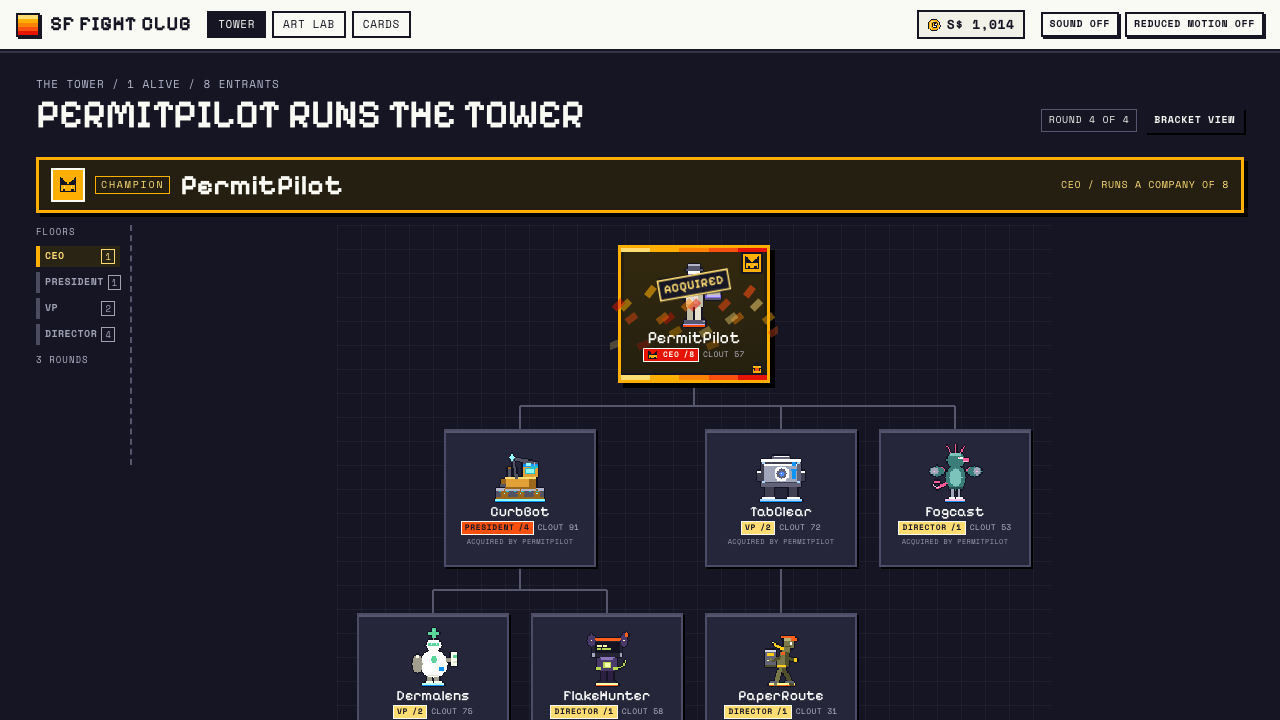 SF FIGHT CLUB
TOWER
ART LAB
CARDS
S$ 1,014
SOUND OFF
REDUCED MOTION OFF
THE TOWER / 1 ALIVE / 8 ENTRANTS
PERMITPILOT RUNS THE TOWER
ROUND 4 OF 4
BRACKET VIEW
CHAMPION
PermitPilot
CEO / RUNS A COMPANY OF 8
FLOORS
CEO 1
PRESIDENT 1
VP 2
DIRECTOR 4
3 ROUNDS
ACQUIRED
PermitPilot
CEO /8 CLOUT 57
CurbBot
PRESIDENT /4 CLOUT 91
ACQUIRED BY PERMITPILOT
TabClear
VP /2 CLOUT 72
ACQUIRED BY PERMITPILOT
Fogcast
DIRECTOR /1 CLOUT 53
ACQUIRED BY PERMITPILOT
Dermalens
VP /2 CLOUT 75
FlakeHunter
DIRECTOR /1 CLOUT 58
PaperRoute
DIRECTOR /1 CLOUT 31